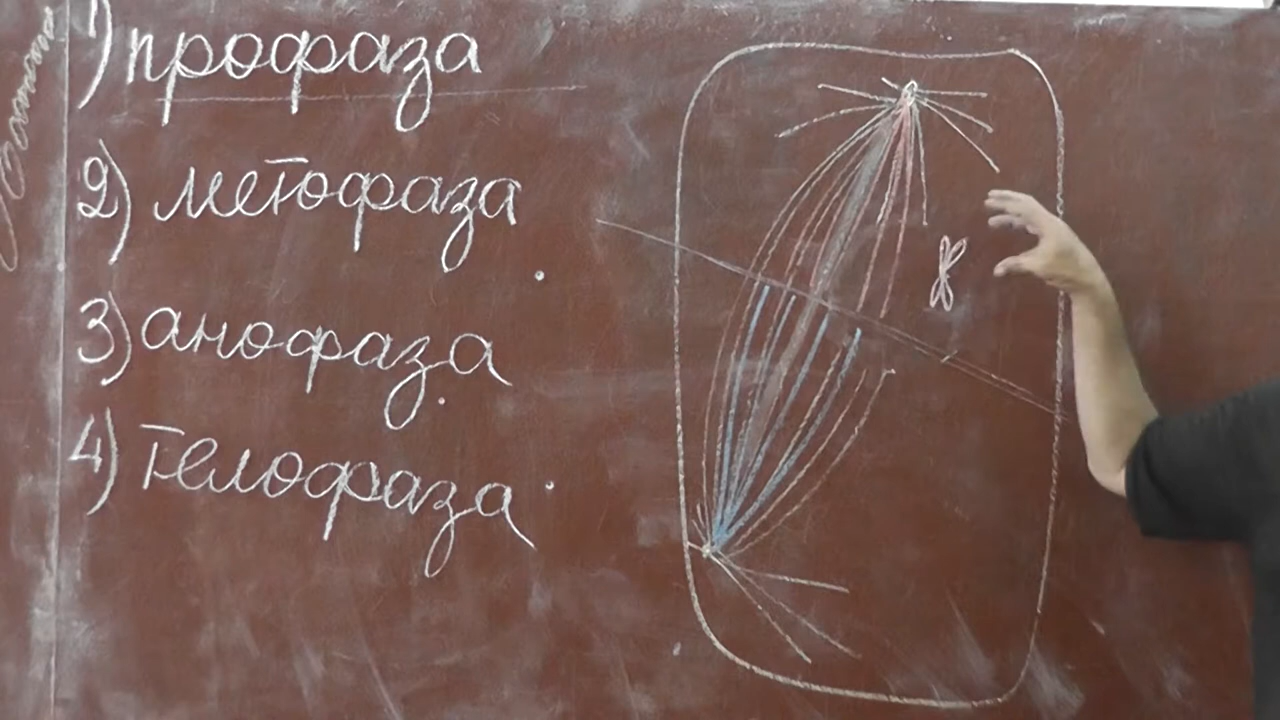 1) профаза
2) метофаза
3) анофаза
4) телофаза